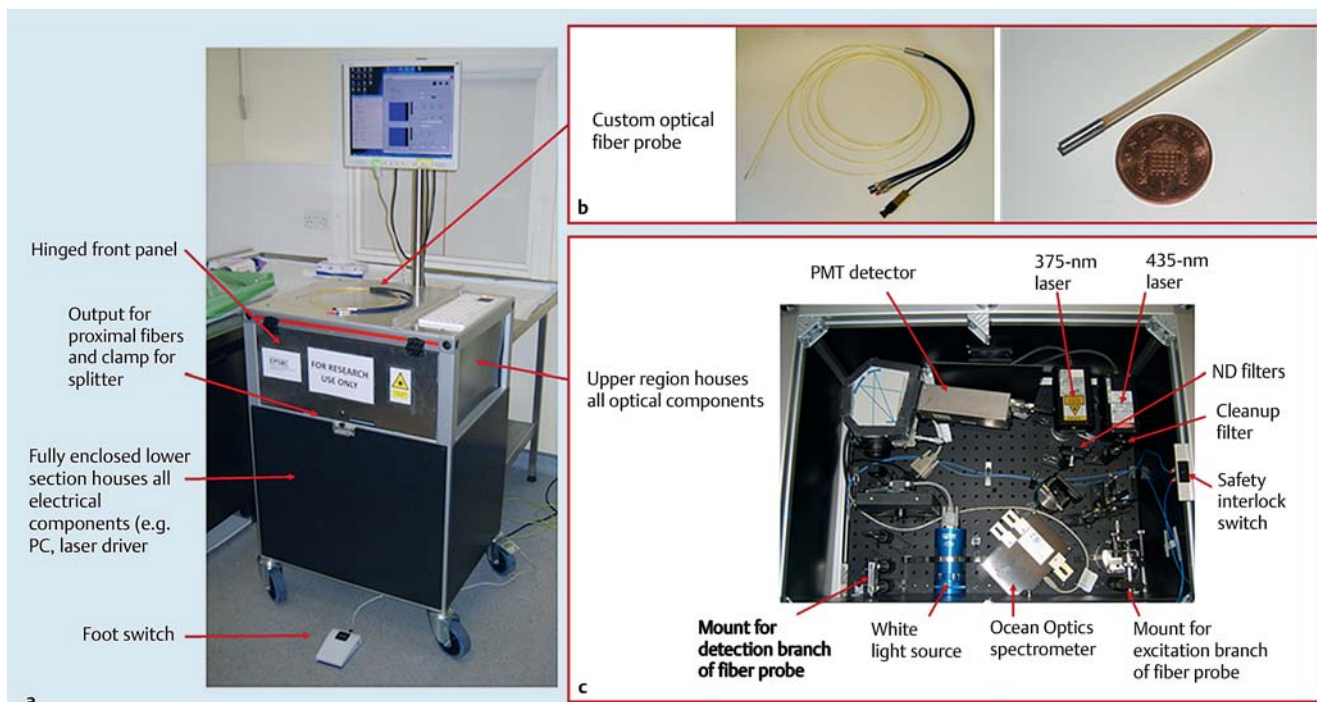 Hinged front panel
Output for
proximal fibers
and clamp for
splitter
Fully enclosed lower
section houses all
electrical
components (e.g.
PC, laser driver
Foot switch
EPSRC
FOR RESEARCH
USE ONLY
a
Custom optical
fiber probe
b
Upper region houses
all optical components
PMT detector
375-nm
laser
435-nm
laser
ND filters
Cleanup
filter
Safety
interlock
switch
Mount for
detection branch
of fiber probe
White
light source
Ocean Optics
spectrometer
Mount for
excitation branch
of fiber probe
c